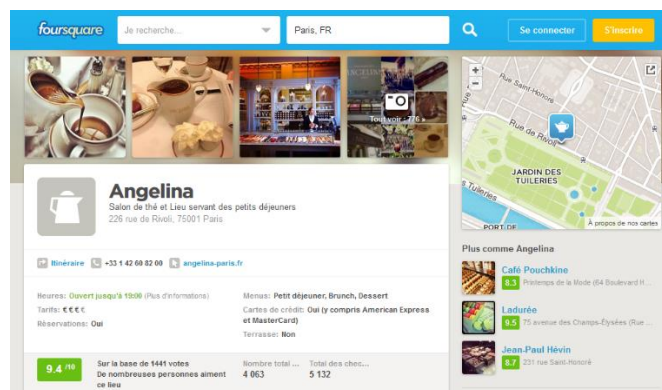 foursquare
Je recherche...
Paris, FR
Se connecter
S'inscrire
Tout voir : 776 »
Rue Saint-Honoré
Rue de Rivoli
JARDIN DES
TUILERIES
Tuileries
PORT DE
À propos de nos cartes
Angelina
Salon de thé et Lieu servant des petits déjeuners
226 rue de Rivoli, 75001 Paris
Itinéraire +33 1 42 60 82 00 angelina-paris.fr
Heures: Ouvert jusqu'à 19:00 (Plus d'informations)
Tarifs: €€€€
Réservations: Oui
Menus: Petit déjeuner, Brunch, Dessert
Cartes de crédit: Oui (y compris American Express
et MasterCard)
Terrasse: Non
9.4 /10
Sur la base de 1441 votes
De nombreuses personnes aiment
ce lieu
Nombre total ...
4 063
Total des chec...
5 132
Plus comme Angelina
Café Pouchkine
8.3 Printemps de la Mode (64 Boulevard H...
Ladurée
9.5 75 avenue des Champs-Élysées (Rue ...
Jean-Paul Hévin
8.7 231 rue Saint-Honoré